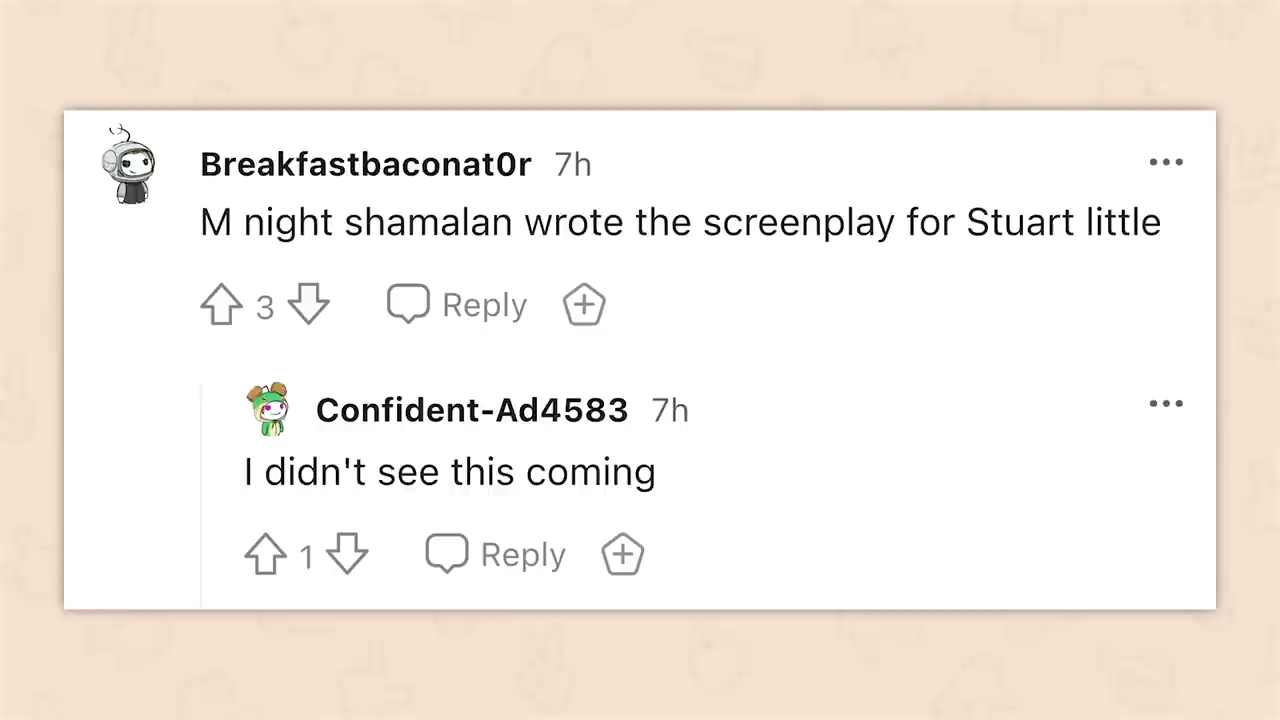 Breakfastbaconat0r 7h
M night shamalan wrote the screenplay for Stuart little
3 Reply
Confident-Ad4583 7h
I didn't see this coming
1 Reply